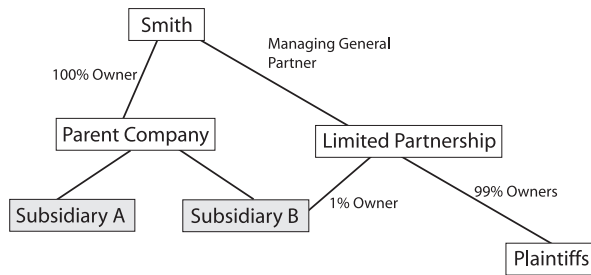 Smith
Managing General
Partner
100% Owner
Parent Company
Limited Partnership
99% Owners
1% Owner
Subsidiary A
Subsidiary B
Plaintiffs